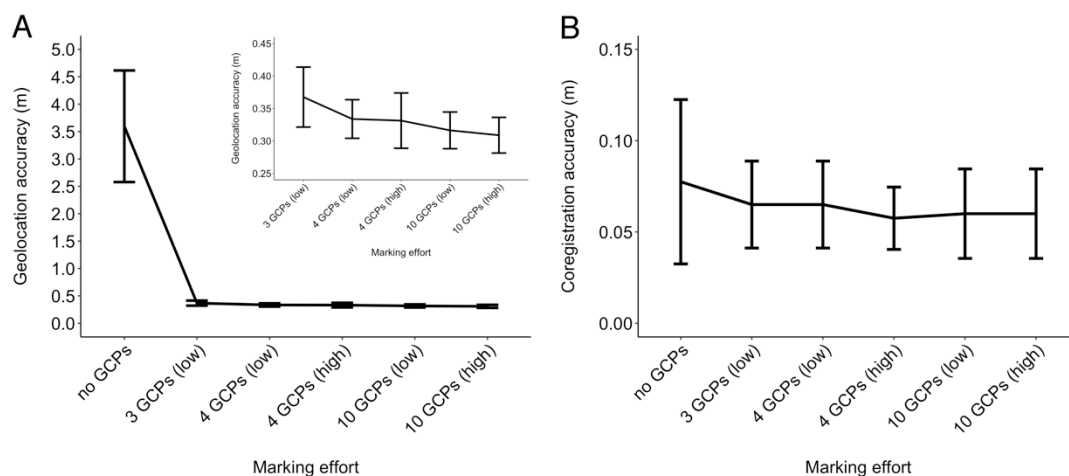 A
Geolocation accuracy (m)
5.0
4.5
4.0
3.5
3.0
2.5
2.0
1.5
1.0
0.5
0.0
no GCPs
3 GCPs (low)
4 GCPs (low)
4 GCPs (high)
10 GCPs (low)
10 GCPs (high)
Marking effort
Geolocation accuracy (m)
0.45
0.40
0.35
0.30
0.25
3 GCPs (low)
4 GCPs (low)
4 GCPs (high)
10 GCPs (low)
10 GCPs (high)
Marking effort
B
Coregistration accuracy (m)
0.15
0.10
0.05
0.00
no GCPs
3 GCPs (low)
4 GCPs (low)
4 GCPs (high)
10 GCPs (low)
10 GCPs (high)
Marking effort